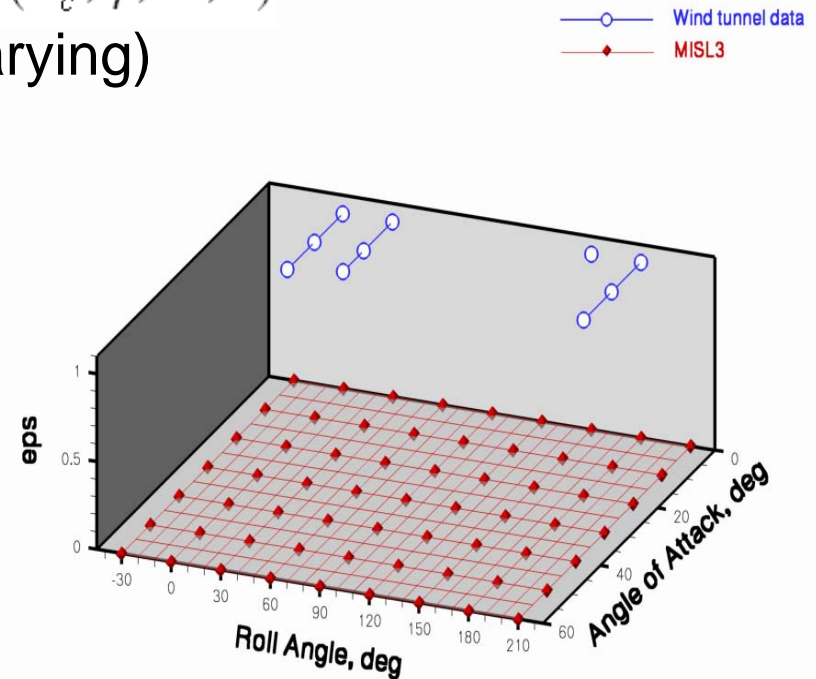 arying)
Wind tunnel data
MISL3
eps
1
0.5
0
-30
0
30
60
90
120
150
180
210
Roll Angle, deg
0
20
40
60
Angle of Attack, deg